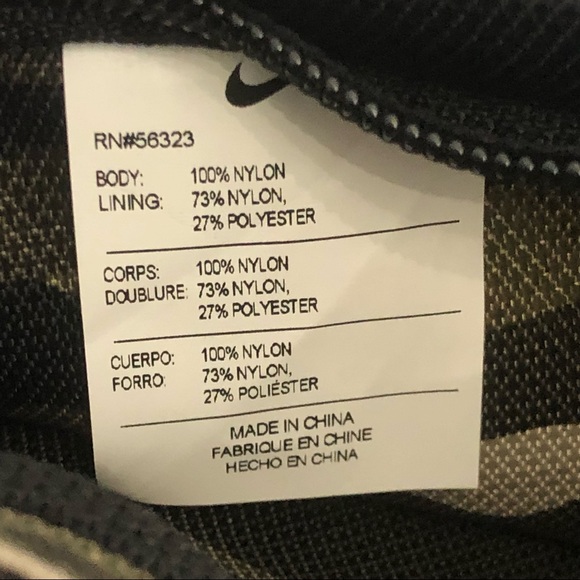 RN#56323
BODY: 100% NYLON
LINING: 73% NYLON,
27% POLYESTER
CORPS: 100% NYLON
DOUBLURE: 73% NYLON,
27% POLYESTER
CUERPO: 100% NYLON
FORRO: 73% NYLON,
27% POLIÉSTER
MADE IN CHINA
FABRIQUE EN CHINE
HECHO EN CHINA